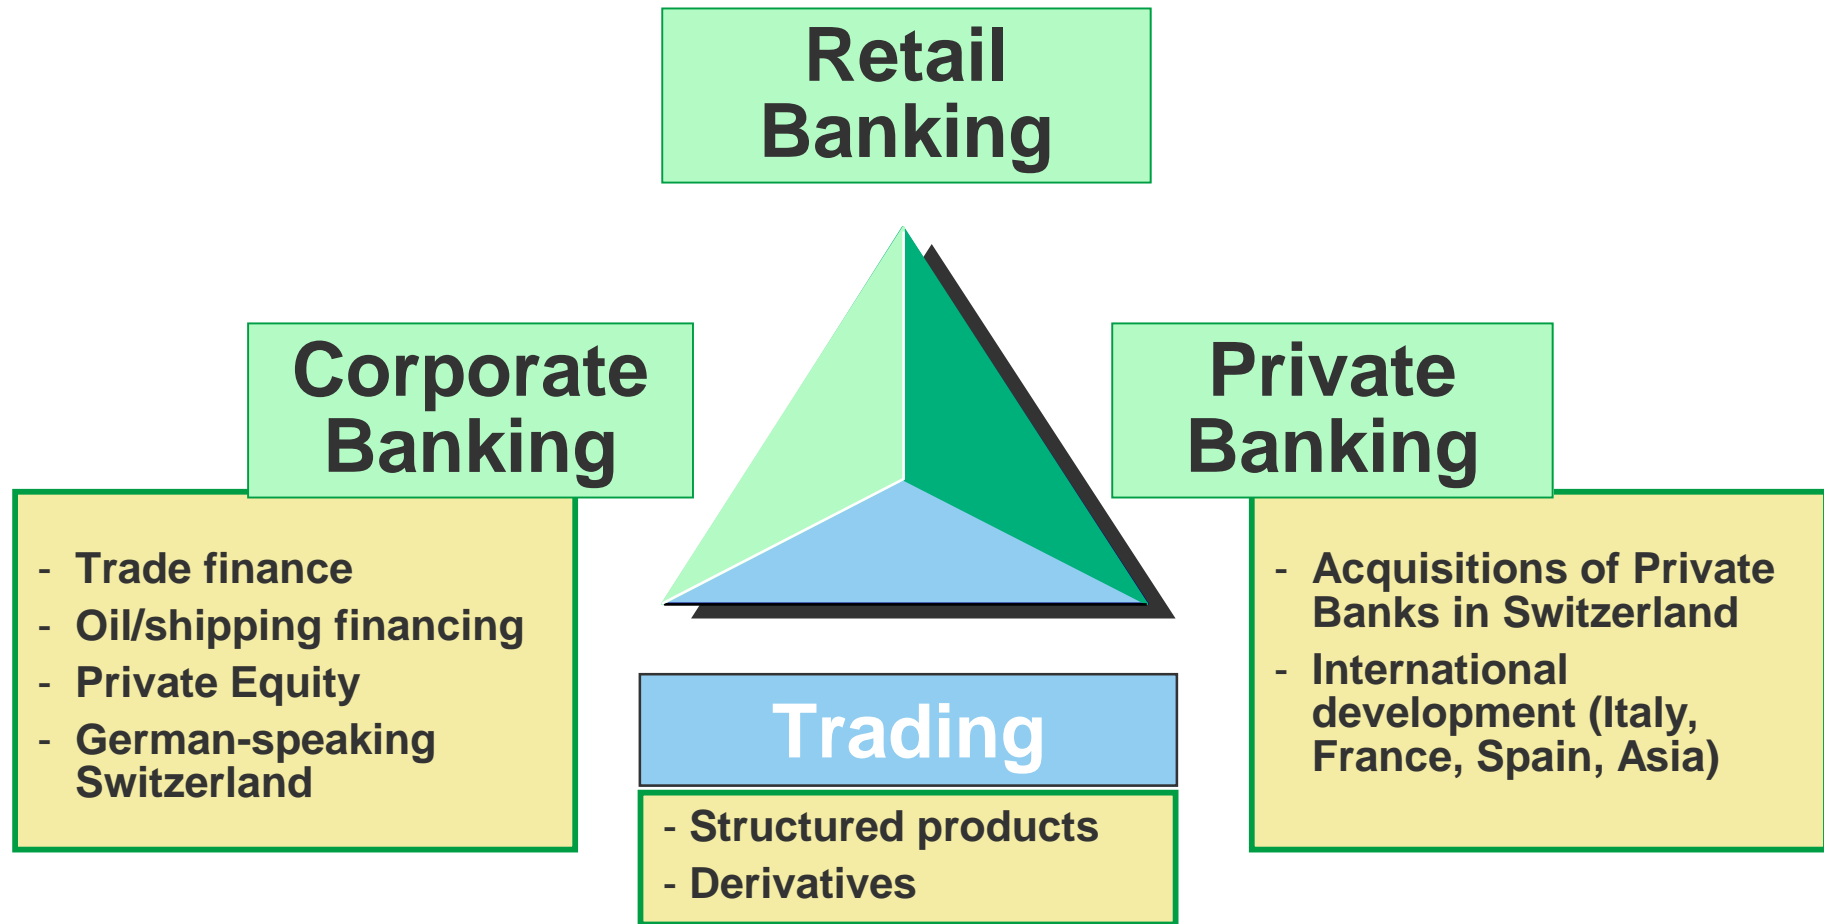 Retail
Banking
Corporate
Banking
- Trade finance
- Oil/shipping financing
- Private Equity
- German-speaking
Switzerland
Private
Banking
- Acquisitions of Private
Banks in Switzerland
- International
development (Italy,
France, Spain, Asia)
Trading
- Structured products
- Derivatives